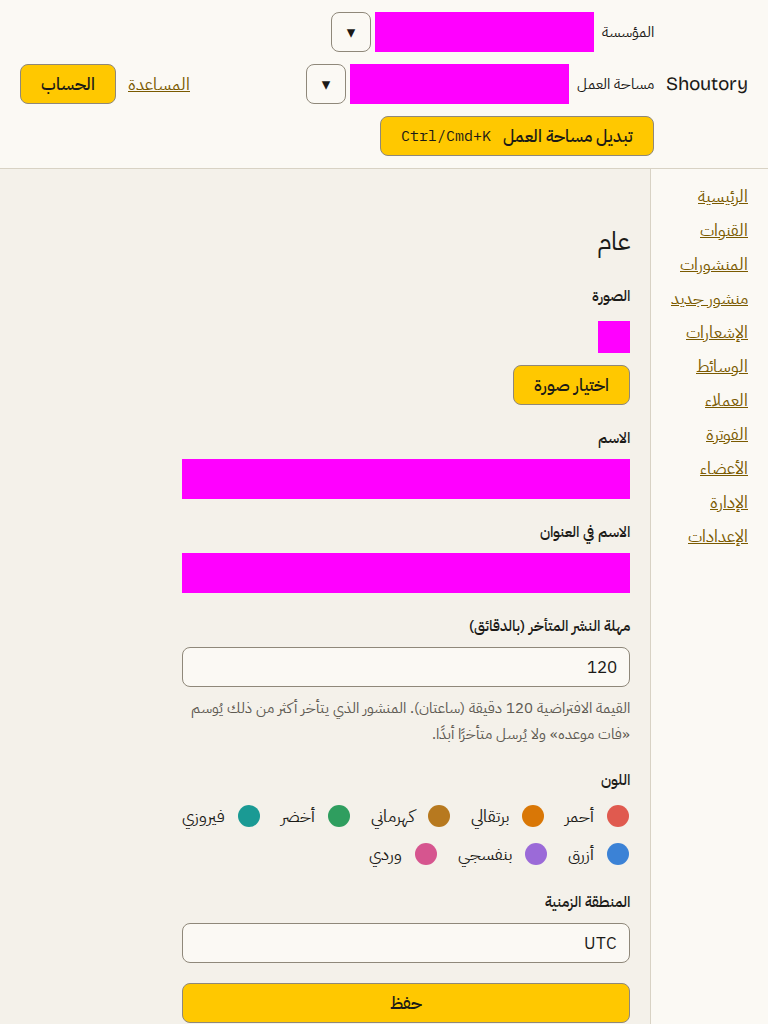 المؤسسة
▼
Shoutory
مساحة العمل
▼
المساعدة
الحساب
تبديل مساحة العمل Ctrl/Cmd+K
الرئيسية
القنوات
المنشورات
منشور جديد
الإشعارات
الوسائط
العملاء
الفوترة
الأعضاء
الإدارة
الإعدادات
عام
الصورة
اختيار صورة
الاسم
الاسم في العنوان
مهلة النشر المتأخر (بالدقائق)
120
القيمة الافتراضية 120 دقيقة (ساعتان). المنشور الذي يتأخر أكثر من ذلك يُوسم
«فات موعده» ولا يُرسل متأخرًا أبدًا.
اللون
أحمر برتقالي كهرماني أخضر فيروزي
أزرق بنفسجي وردي
المنطقة الزمنية
UTC
حفظ